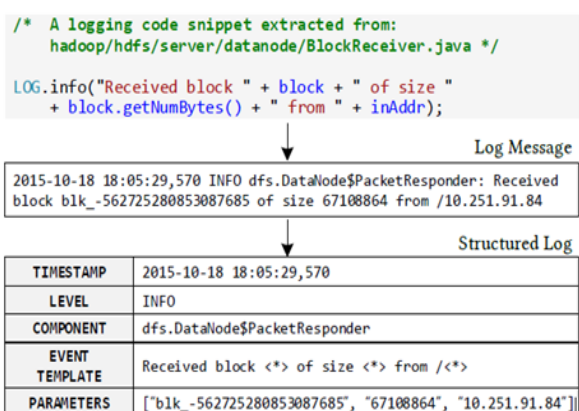 /* A logging code snippet extracted from:
hadoop/hdfs/server/datanode/BlockReceiver.java */
LOG.info("Received block " + block + " of size "
+ block.getNumBytes() + " from " + inAddr);
Log Message
2015-10-18 18:05:29,570 INFO dfs.DataNode$PacketResponder: Received
block blk_-562725280853087685 of size 67108864 from /10.251.91.84
Structured Log
TIMESTAMP 2015-10-18 18:05:29,570
LEVEL INFO
COMPONENT dfs.DataNode$PacketResponder
EVENT
TEMPLATE Received block <*> of size <*> from /<*>
PARAMETERS ["blk_-562725280853087685", "67108864", "10.251.91.84"]